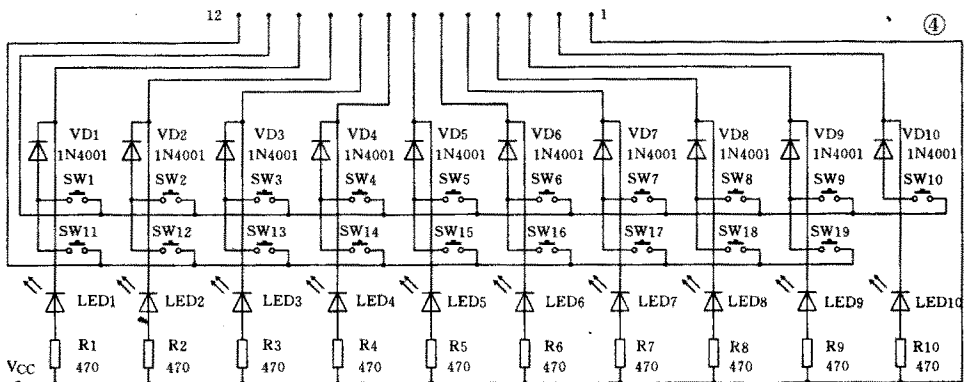 12 1 ④
VD1 VD2 VD3 VD4 VD5 VD6 VD7 VD8 VD9 VD10
1N4001 1N4001 1N4001 1N4001 1N4001 1N4001 1N4001 1N4001 1N4001 1N4001
SW1 SW2 SW3 SW4 SW5 SW6 SW7 SW8 SW9 SW10
SW11 SW12 SW13 SW14 SW15 SW16 SW17 SW18 SW19
LED1 LED2 LED3 LED4 LED5 LED6 LED7 LED8 LED9 LED10
R1 R2 R3 R4 R5 R6 R7 R8 R9 R10
VCC 470 470 470 470 470 470 470 470 470 470